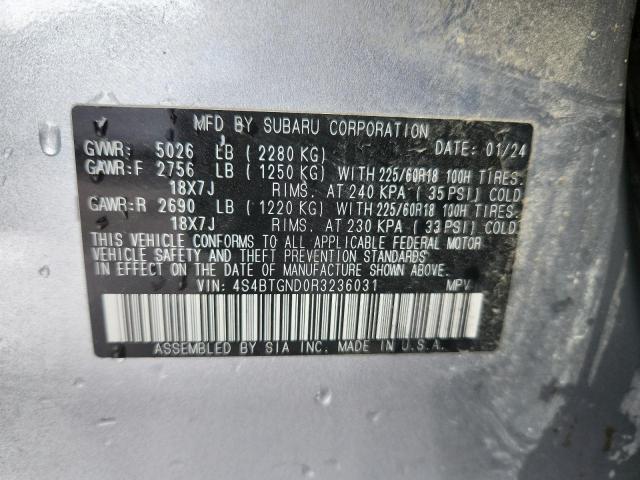 MFD BY SUBARU CORPORATION
GVWR: 5026 LB (2280 KG) DATE: 01/24
GAWR:F 2756 LB (1250 KG) WITH 225/60R18 100H TIRES.
18X7J RIMS. AT 240 KPA (35 PSI) COLD
GAWR:R 2690 LB (1220 KG) WITH 225/60R18 100H TIRES.
18X7J RIMS. AT 230 KPA (33 PSI) COLD
THIS VEHICLE CONFORMS TO ALL APPLICABLE FEDERAL MOTOR
VEHICLE SAFETY AND THEFT PREVENTION STANDARDS
IN EFFECT ON THE DATE OF MANUFACTURE SHOWN ABOVE.
VIN: 4S4BTGND0R3236031 MPV
ASSEMBLED BY SIA INC. MADE IN U.S.A.